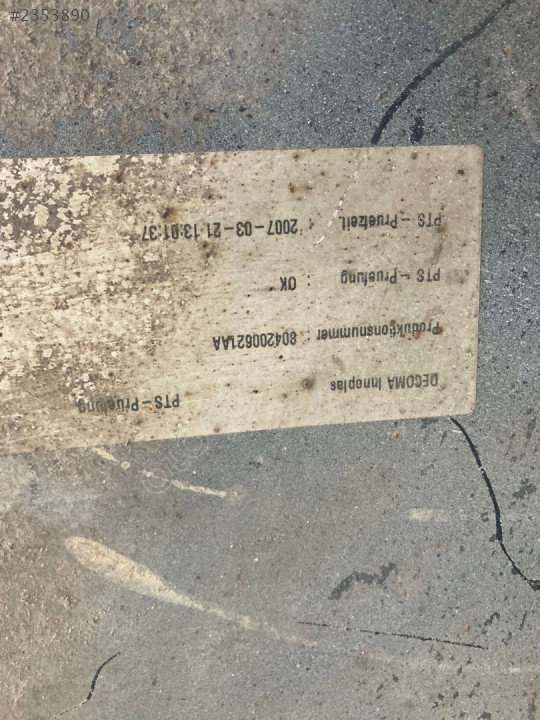 #2353890
DECOMA Innoplas PTS-Pruefung
Produktionsnummer : 804200621AA
PTS - Pruefung : OK
PTS - Pruefzeit : 2007-03-21 13:01:37